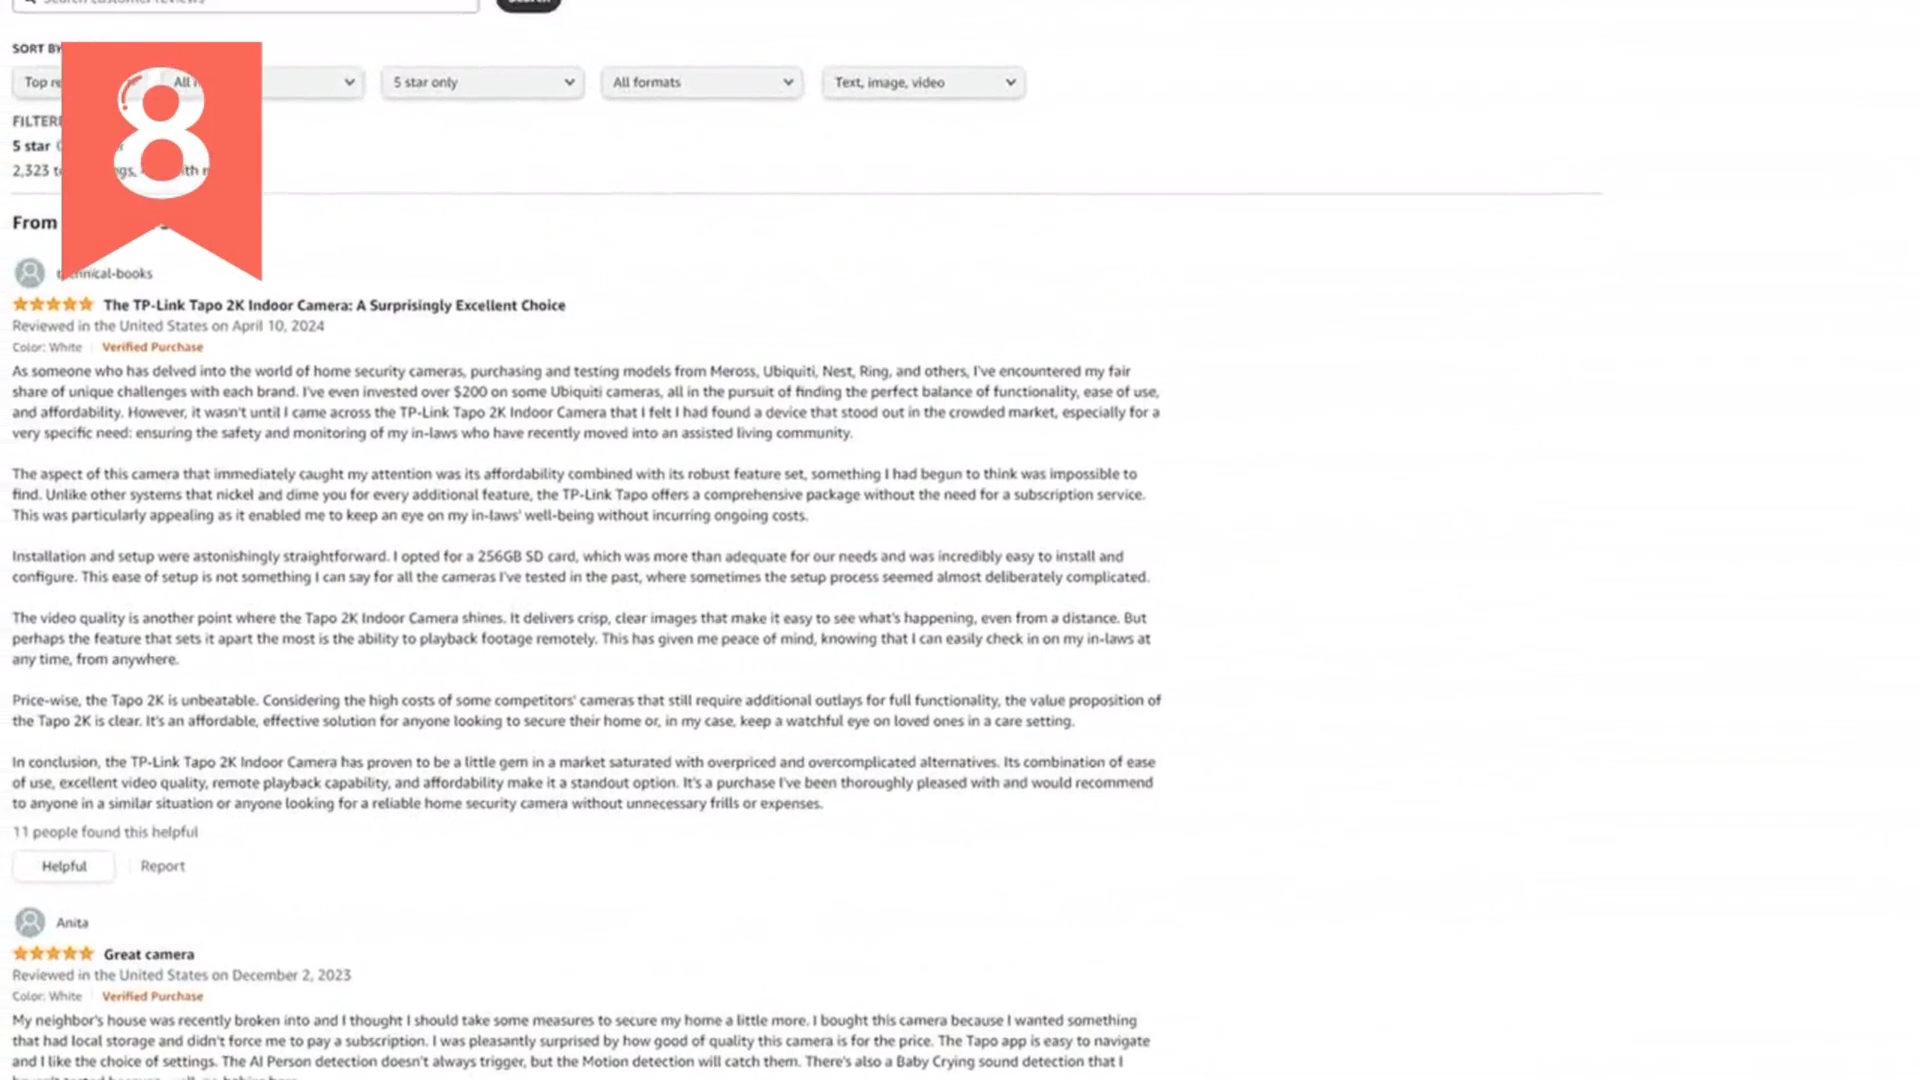 SORT BY
Top re All
5 star only
All formats
Text, image, video
8
FILTERE
5 star
2,323
From
technical-books
The TP-Link Tapo 2K Indoor Camera: A Surprisingly Excellent Choice
Reviewed in the United States on April 10, 2024
Color: White Verified Purchase
As someone who has delved into the world of home security cameras, purchasing and testing models from Meross, Ubiquiti, Nest, Ring, and others, I've encountered my fair
share of unique challenges with each brand. I've even invested over $200 on some Ubiquiti cameras, all in the pursuit of finding the perfect balance of functionality, ease of use,
and affordability. However, it wasn't until I came across the TP-Link Tapo 2K Indoor Camera that I felt I had found a device that stood out in the crowded market, especially for a
very specific need: ensuring the safety and monitoring of my in-laws who have recently moved into an assisted living community.
The aspect of this camera that immediately caught my attention was its affordability combined with its robust feature set, something I had begun to think was impossible to
find. Unlike other systems that nickel and dime you for every additional feature, the TP-Link Tapo offers a comprehensive package without the need for a subscription service.
This was particularly appealing as it enabled me to keep an eye on my in-laws' well-being without incurring ongoing costs.
Installation and setup were astonishingly straightforward. I opted for a 256GB SD card, which was more than adequate for our needs and was incredibly easy to install and
configure. This ease of setup is not something I can say for all the cameras I've tested in the past, where sometimes the setup process seemed almost deliberately complicated.
The video quality is another point where the Tapo 2K Indoor Camera shines. It delivers crisp, clear images that make it easy to see what's happening, even from a distance. But
perhaps the feature that sets it apart the most is the ability to playback footage remotely. This has given me peace of mind, knowing that I can easily check in on my in-laws at
any time, from anywhere.
Price-wise, the Tapo 2K is unbeatable. Considering the high costs of some competitors' cameras that still require additional outlays for full functionality, the value proposition of
the Tapo 2K is clear. It's an affordable, effective solution for anyone looking to secure their home or, in my case, keep a watchful eye on loved ones in a care setting.
In conclusion, the TP-Link Tapo 2K Indoor Camera has proven to be a little gem in a market saturated with overpriced and overcomplicated alternatives. Its combination of ease
of use, excellent video quality, remote playback capability, and affordability make it a standout option. It's a purchase I've been thoroughly pleased with and would recommend
to anyone in a similar situation or anyone looking for a reliable home security camera without unnecessary frills or expenses.
11 people found this helpful
Helpful Report
Anita
Great camera
Reviewed in the United States on December 2, 2023
Color: White Verified Purchase
My neighbor's house was recently broken into and I thought I should take some measures to secure my home a little more. I bought this camera because I wanted something
that had local storage and didn't force me to pay a subscription. I was pleasantly surprised by how good of quality this camera is for the price. The Tapo app is easy to navigate
and I like the choice of settings. The AI Person detection doesn't always trigger, but the Motion detection will catch them. There's also a Baby Crying sound detection that I